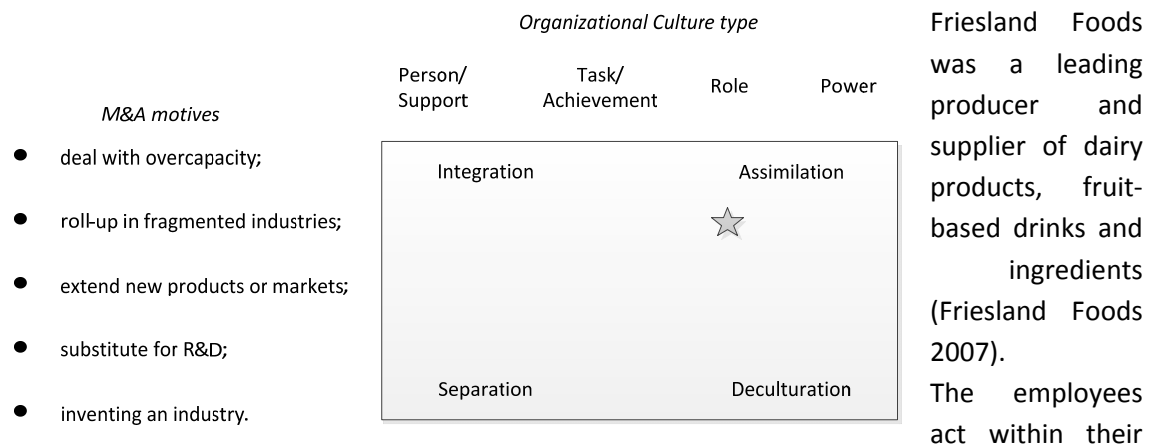 Organizational Culture type
Person/ Support
Task/ Achievement
Role
Power
M&A motives
• deal with overcapacity;
• roll-up in fragmented industries;
• extend new products or markets;
• substitute for R&D;
• inventing an industry.
Integration
Assimilation
Separation
Deculturation
Friesland Foods
was a leading
producer and
supplier of dairy
products, fruit-
based drinks and
ingredients
(Friesland Foods
2007).
The employees
act within their